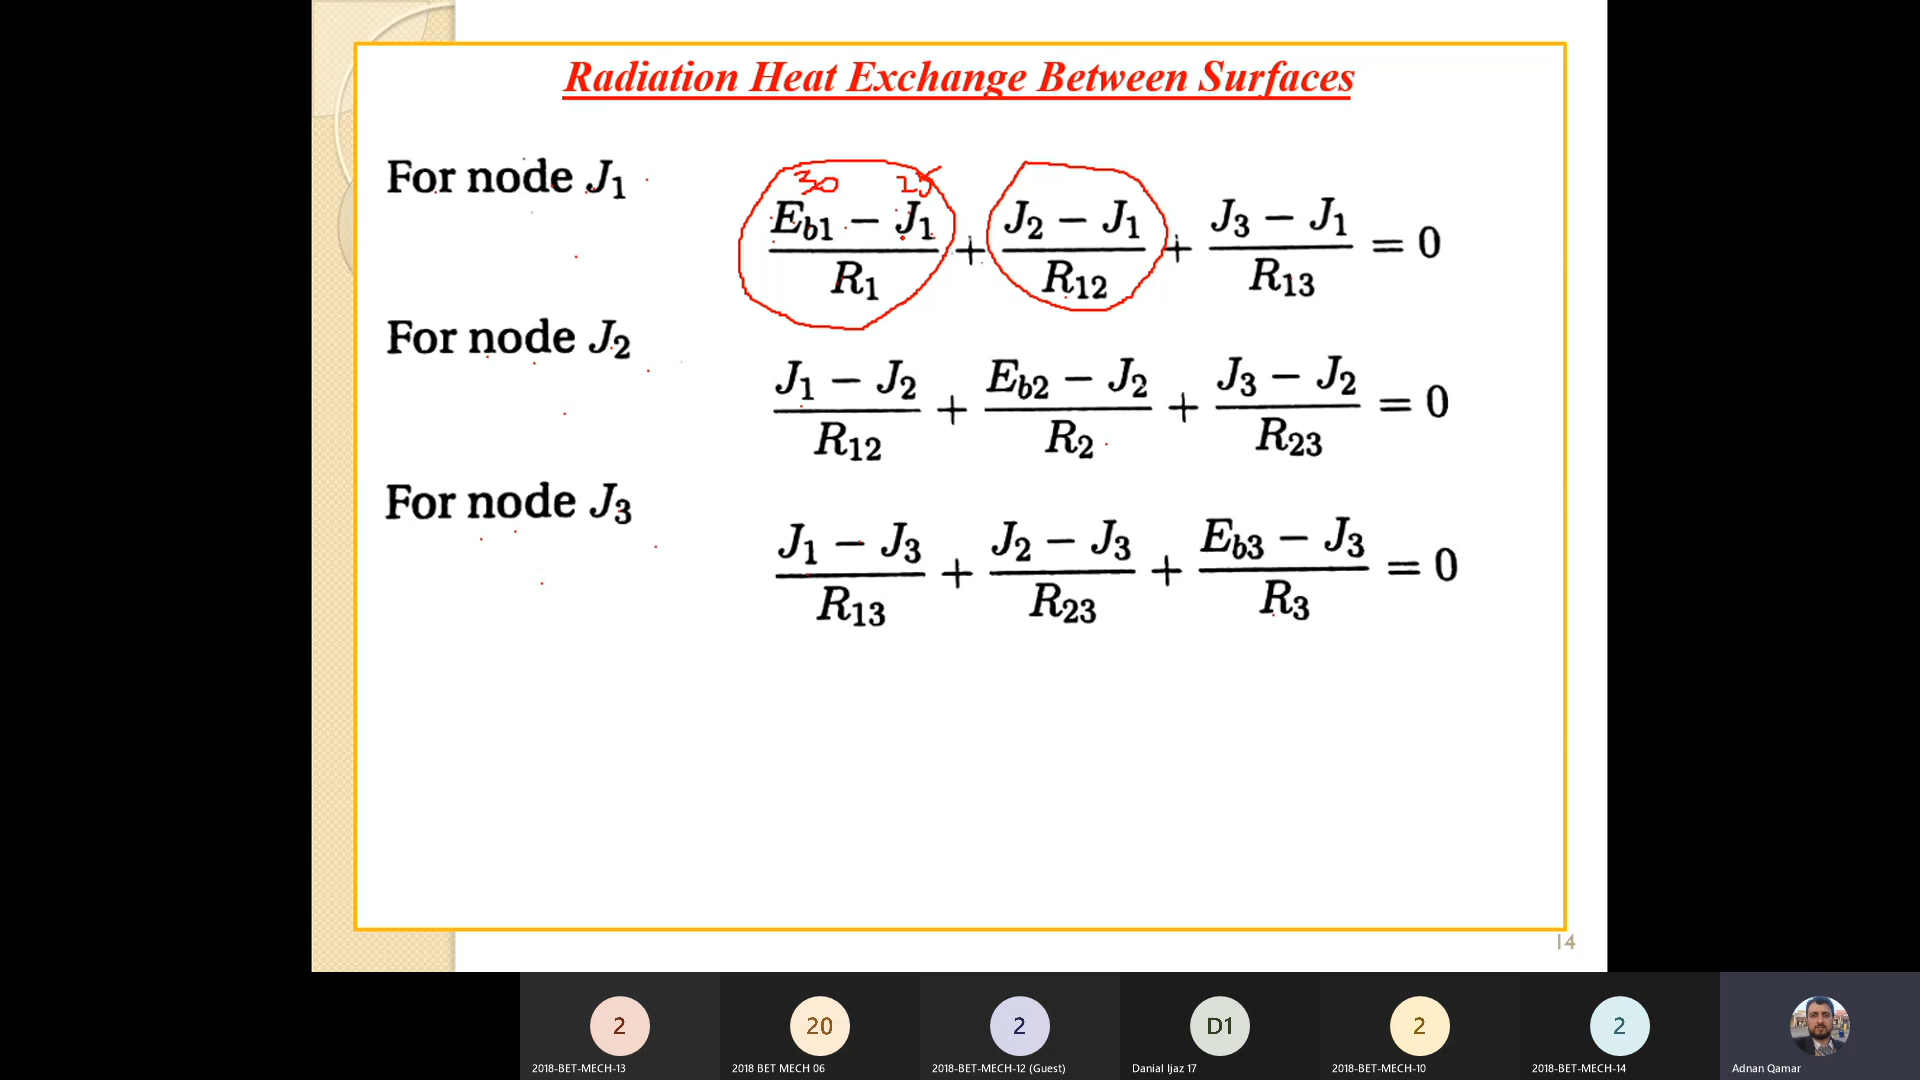 Radiation Heat Exchange Between Surfaces
For node J₁
30 25
(E_b1 − J₁)/R₁ + (J₂ − J₁)/R₁₂ + (J₃ − J₁)/R₁₃ = 0
For node J₂
(J₁ − J₂)/R₁₂ + (E_b2 − J₂)/R₂ + (J₃ − J₂)/R₂₃ = 0
For node J₃
(J₁ − J₃)/R₁₃ + (J₂ − J₃)/R₂₃ + (E_b3 − J₃)/R₃ = 0
14
2 20 2 D1 2 2
2018-BET-MECH-13 2018 BET MECH 06 2018-BET-MECH-12 (Guest) Danial Ijaz 17 2018-BET-MECH-10 2018-BET-MECH-14 Adnan Qamar